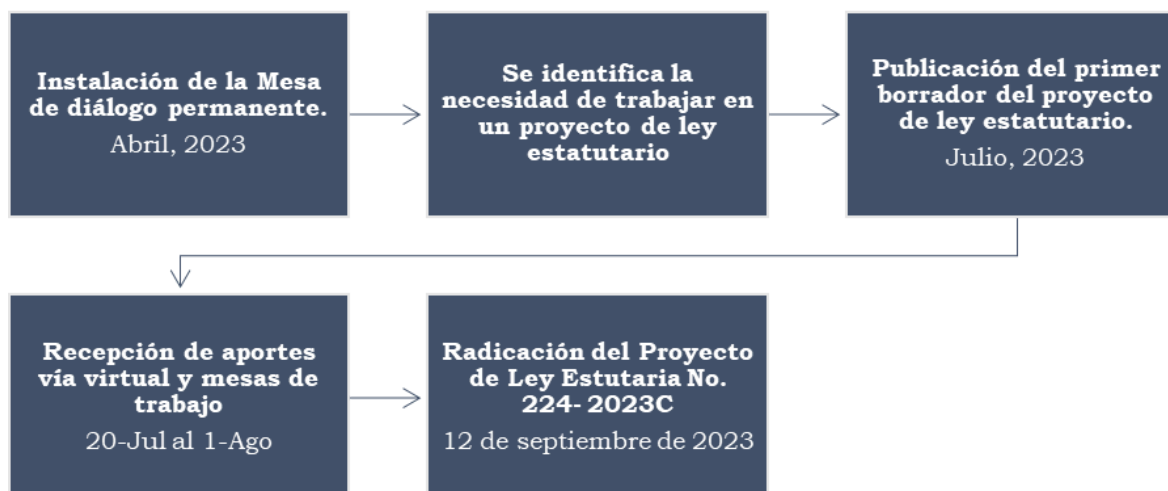 Instalación de la Mesa
de diálogo permanente.
Abril, 2023
Se identifica la
necesidad de trabajar en
un proyecto de ley
estatutario
Publicación del primer
borrador del proyecto
de ley estatutario.
Julio, 2023
Recepción de aportes
vía virtual y mesas de
trabajo
20-Jul al 1-Ago
Radicación del Proyecto
de Ley Estutaria No.
224- 2023C
12 de septiembre de 2023